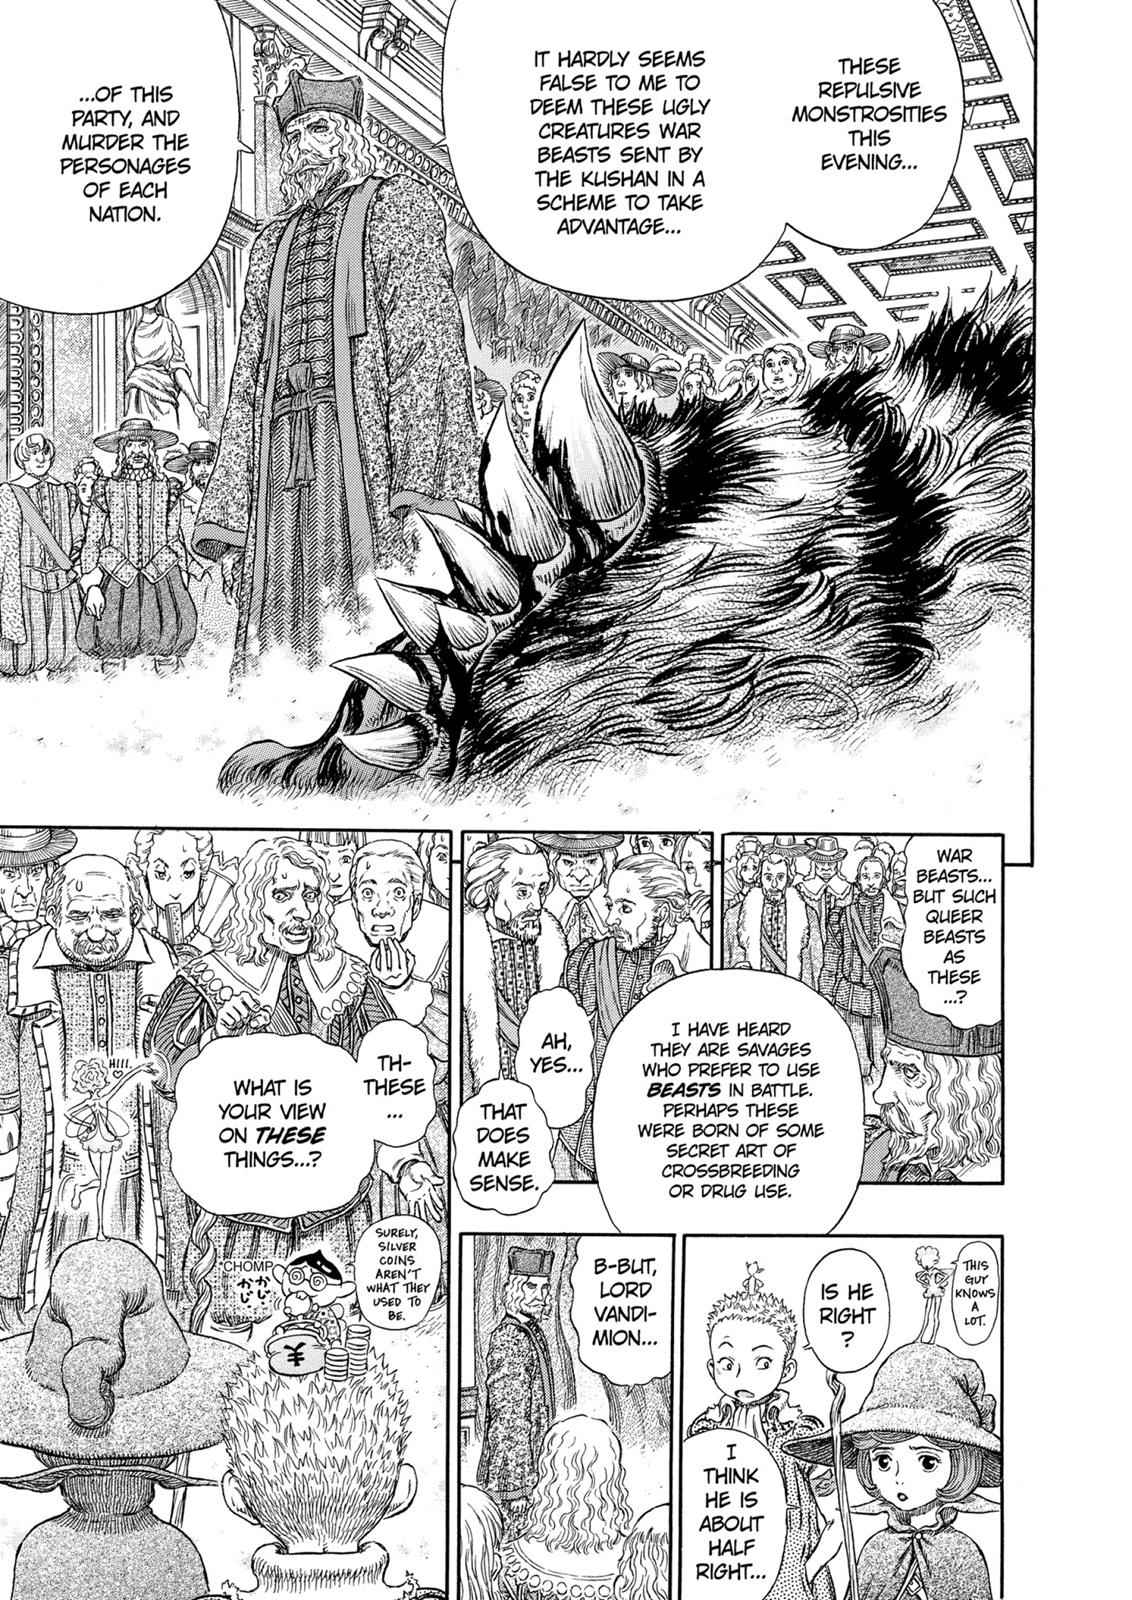 THESE
REPULSIVE
MONSTROSITIES
THIS
EVENING...
IT HARDLY SEEMS
FALSE TO ME TO
DEEM THESE UGLY
CREATURES WAR
BEASTS SENT BY
THE KUSHAN IN A
SCHEME TO TAKE
ADVANTAGE...
...OF THIS
PARTY, AND
MURDER THE
PERSONAGES
OF EACH
NATION.
WAR
BEASTS...
BUT SUCH
QUEER
BEASTS
AS
THESE
...?
I HAVE HEARD
THEY ARE SAVAGES
WHO PREFER TO USE
BEASTS IN BATTLE.
PERHAPS THESE
WERE BORN OF SOME
SECRET ART OF
CROSSBREEDING
OR DRUG USE.
AH,
YES...
THAT
DOES
MAKE
SENSE.
TH-
THESE
...
WHAT IS
YOUR VIEW
ON THESE
THINGS...?
HIII.
♡
SURELY,
SILVER
COINS
AREN'T
WHAT THEY
USED TO
BE.
CHOMP
かじ
かじ
¥
THIS
GUY
KNOWS
A
LOT.
IS HE
RIGHT
?
I
THINK
HE IS
ABOUT
HALF
RIGHT...
B-BUT,
LORD
VANDI-
MION...